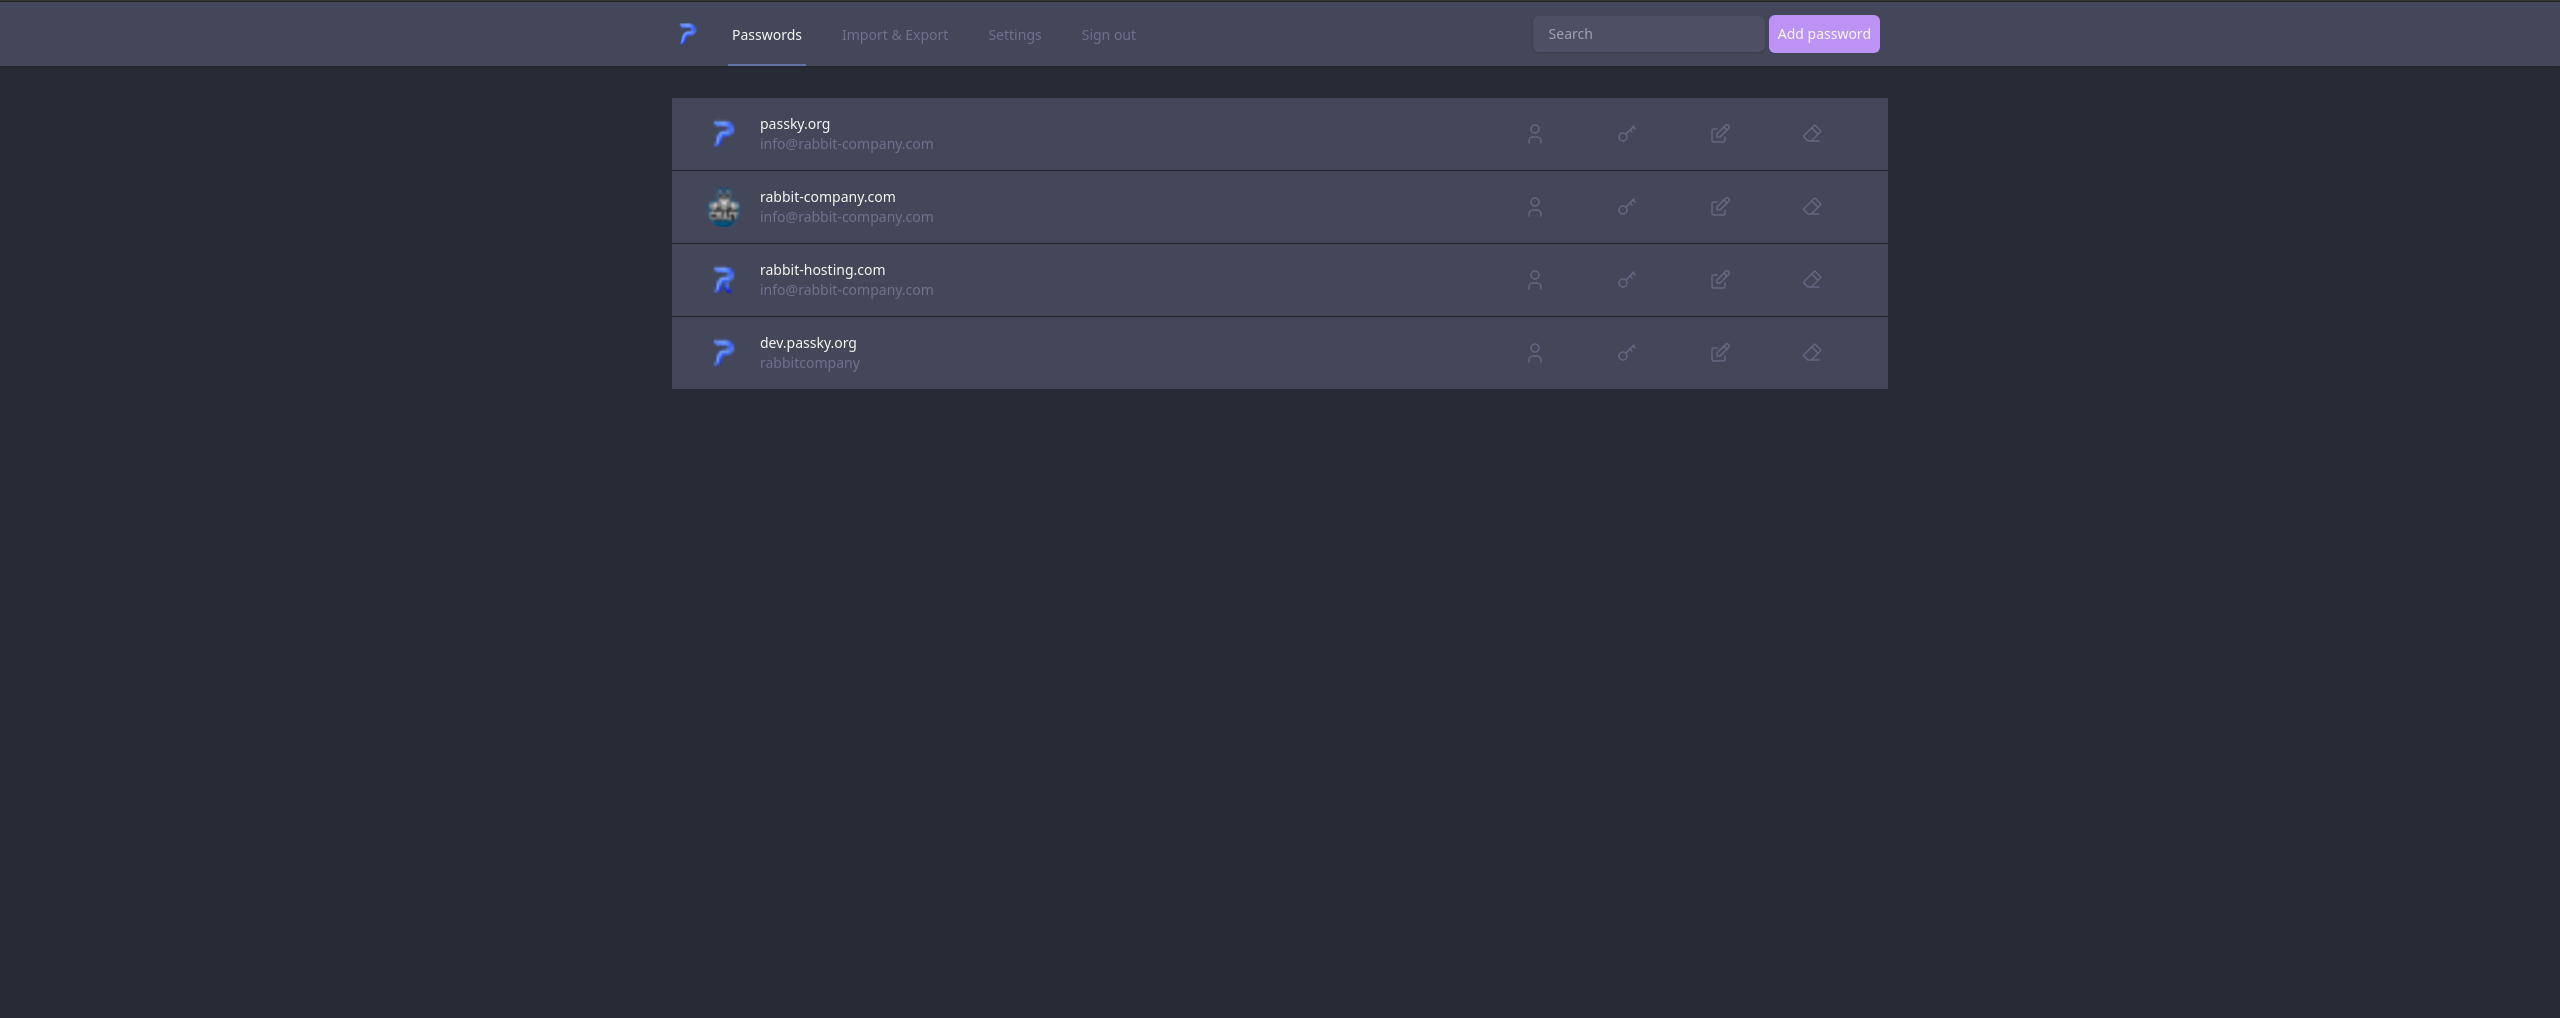 Passwords Import & Export Settings Sign out Search Add password
passky.org
info@rabbit-company.com
rabbit-company.com
info@rabbit-company.com
rabbit-hosting.com
info@rabbit-company.com
dev.passky.org
rabbitcompany